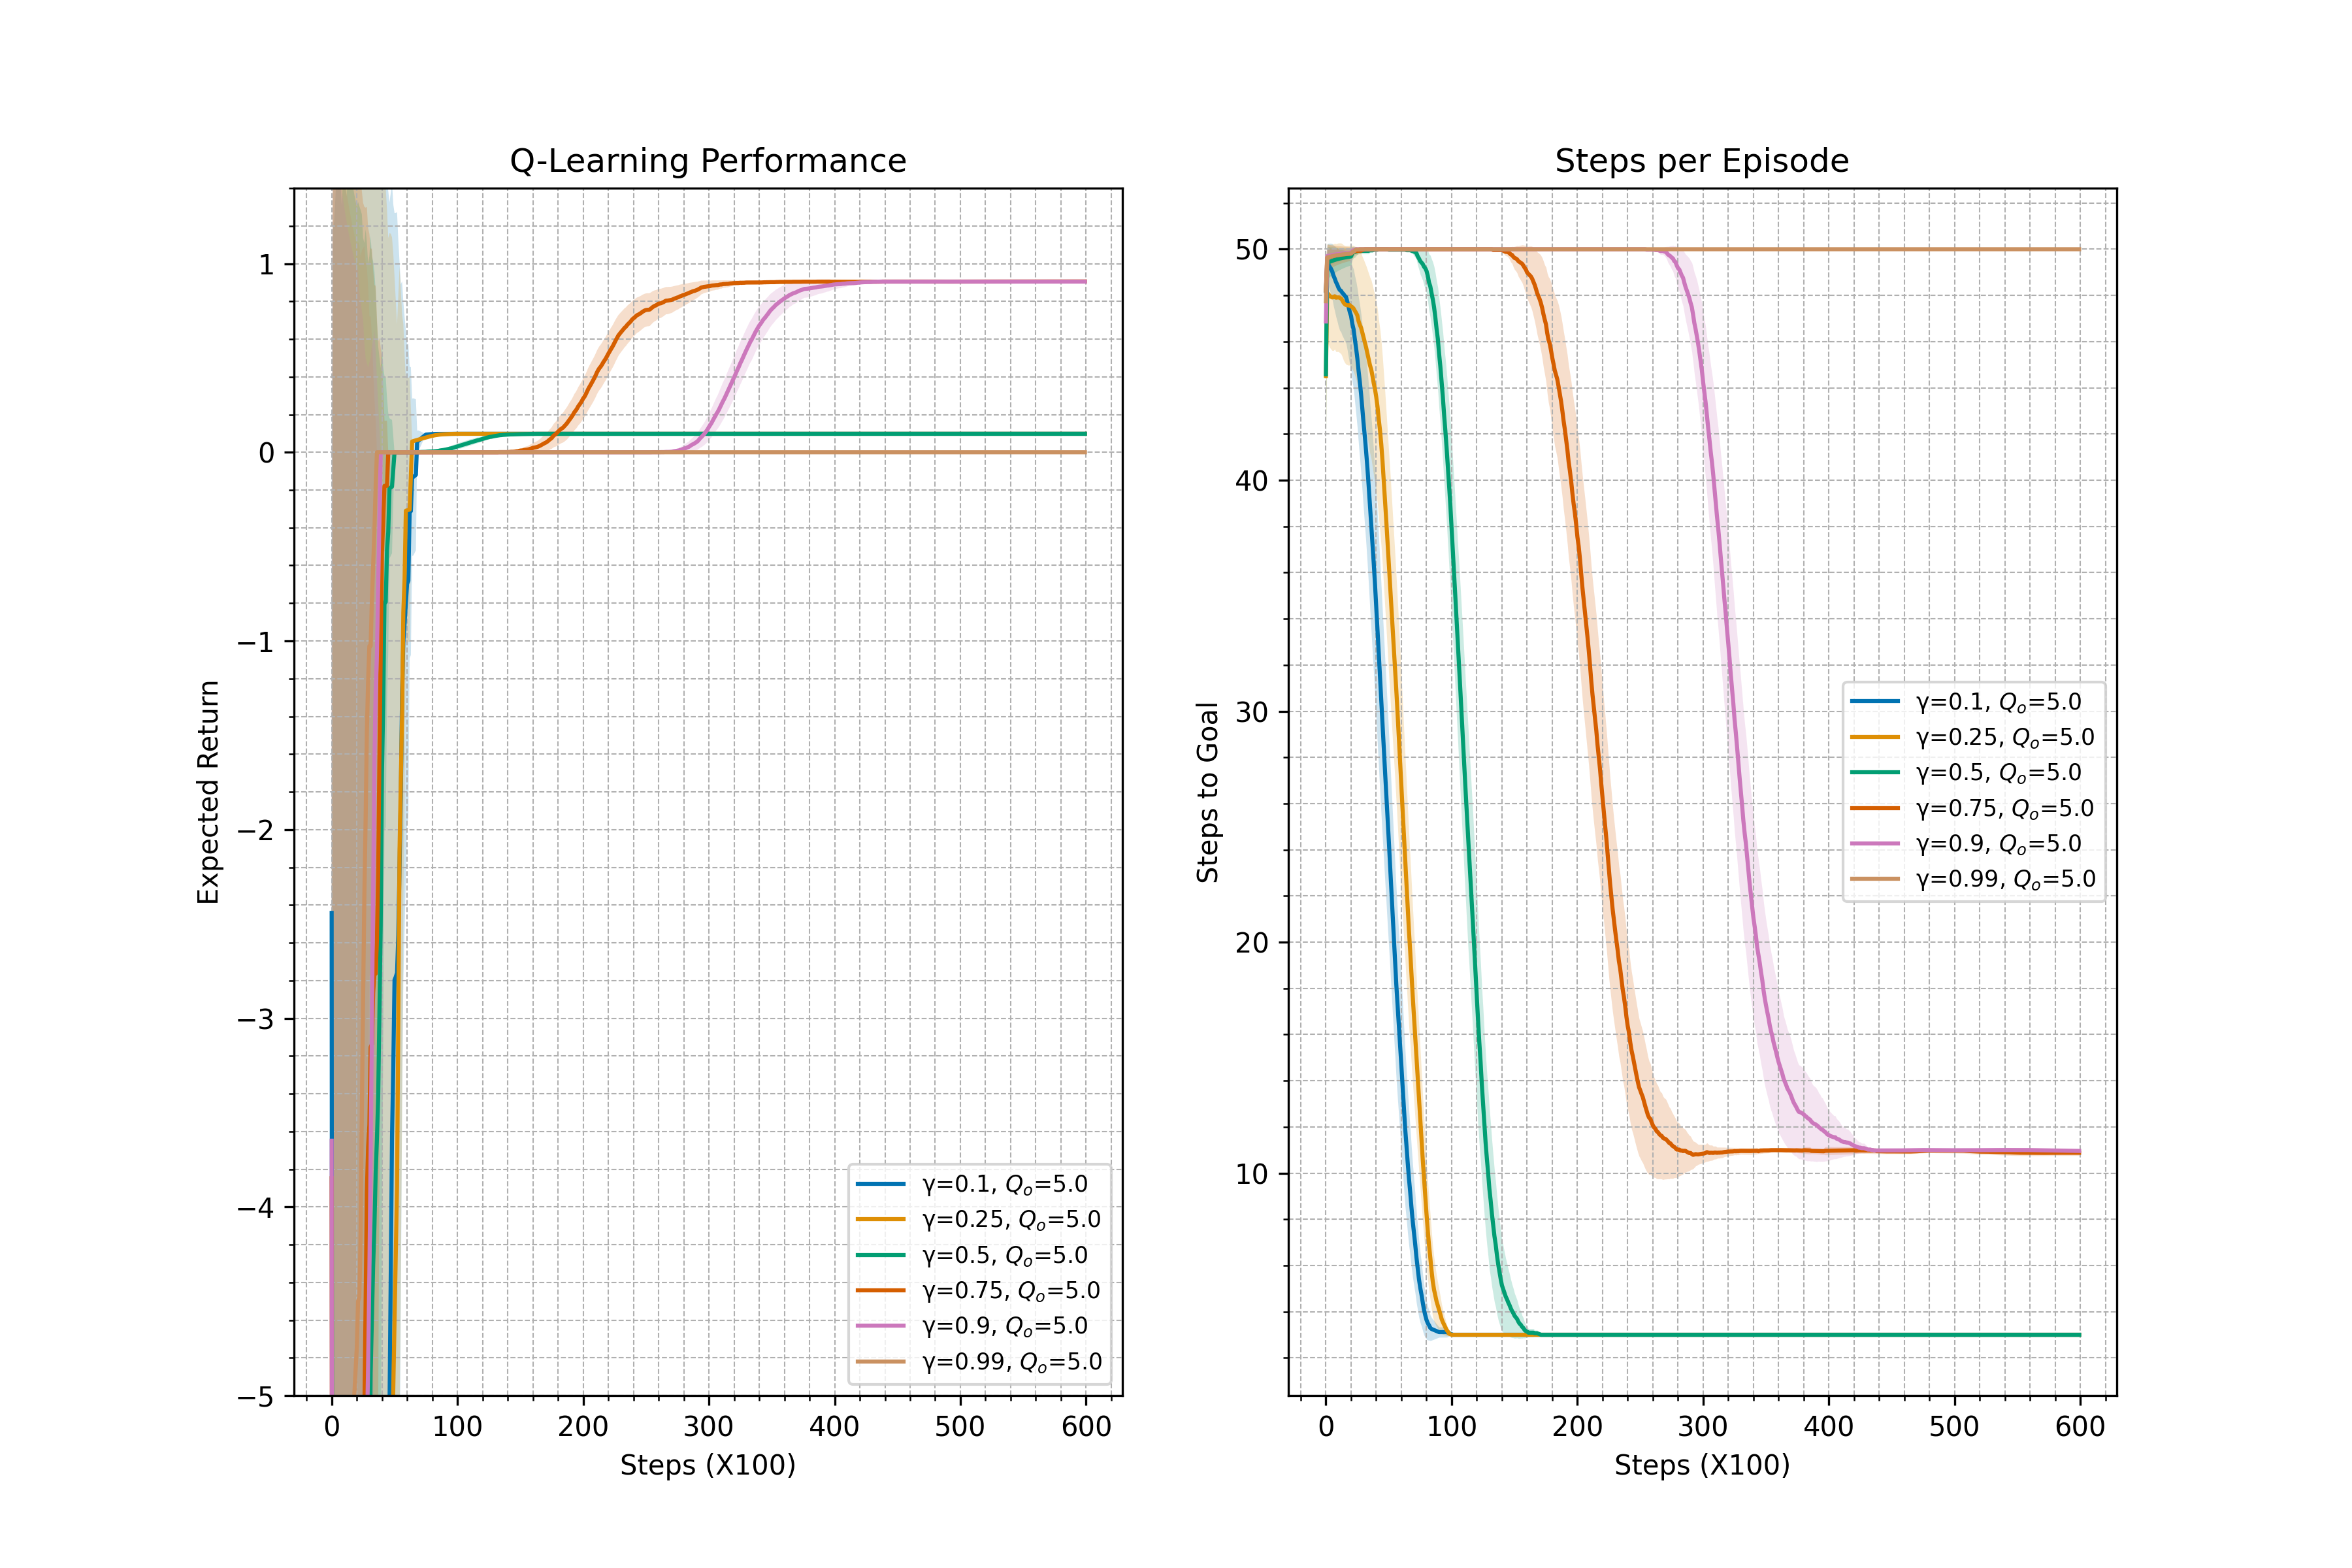 Q-Learning Performance
Expected Return
1
0
−1
−2
−3
−4
−5
0 100 200 300 400 500 600
Steps (X100)
γ=0.1, Qₒ=5.0
γ=0.25, Qₒ=5.0
γ=0.5, Qₒ=5.0
γ=0.75, Qₒ=5.0
γ=0.9, Qₒ=5.0
γ=0.99, Qₒ=5.0
Steps per Episode
Steps to Goal
50
40
30
20
10
0 100 200 300 400 500 600
Steps (X100)
γ=0.1, Qₒ=5.0
γ=0.25, Qₒ=5.0
γ=0.5, Qₒ=5.0
γ=0.75, Qₒ=5.0
γ=0.9, Qₒ=5.0
γ=0.99, Qₒ=5.0